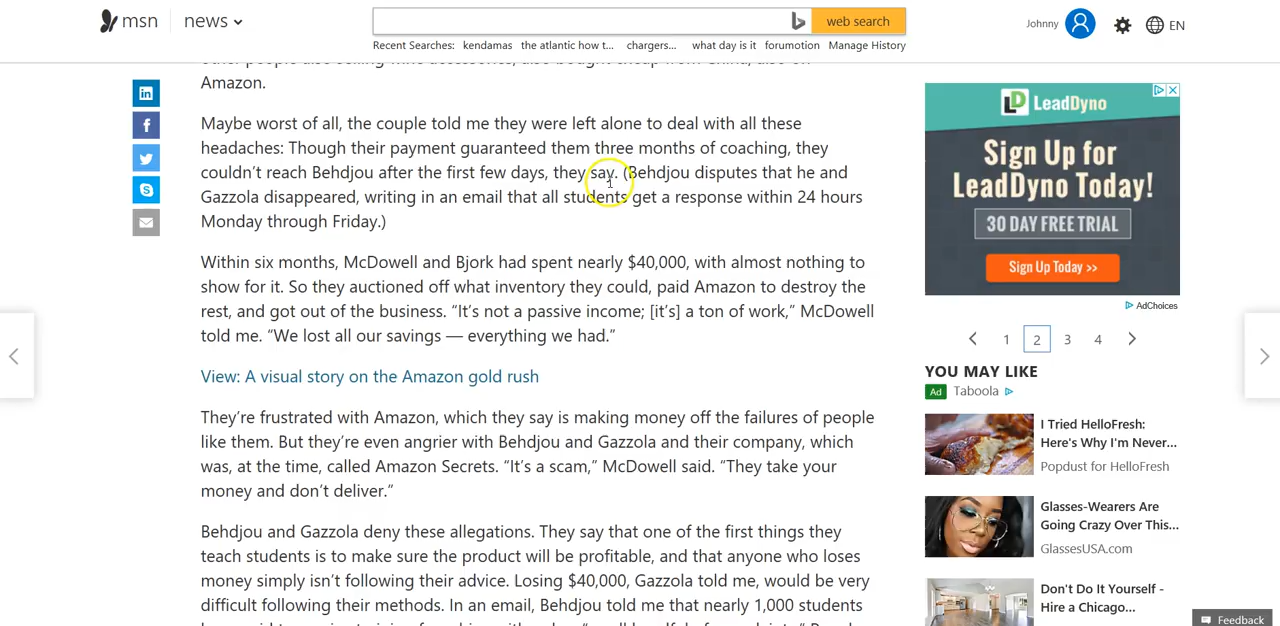 msn
news
web search
Johnny
EN
Recent Searches: kendamas the atlantic how t... chargers... what day is it forumotion Manage History
Amazon.
Maybe worst of all, the couple told me they were left alone to deal with all these
headaches: Though their payment guaranteed them three months of coaching, they
couldn't reach Behdjou after the first few days, they say. (Behdjou disputes that he and
Gazzola disappeared, writing in an email that all students get a response within 24 hours
Monday through Friday.)
Within six months, McDowell and Bjork had spent nearly $40,000, with almost nothing to
show for it. So they auctioned off what inventory they could, paid Amazon to destroy the
rest, and got out of the business. “It’s not a passive income; [it’s] a ton of work,” McDowell
told me. “We lost all our savings — everything we had.”
View: A visual story on the Amazon gold rush
They’re frustrated with Amazon, which they say is making money off the failures of people
like them. But they’re even angrier with Behdjou and Gazzola and their company, which
was, at the time, called Amazon Secrets. “It’s a scam,” McDowell said. “They take your
money and don’t deliver.”
Behdjou and Gazzola deny these allegations. They say that one of the first things they
teach students is to make sure the product will be profitable, and that anyone who loses
money simply isn’t following their advice. Losing $40,000, Gazzola told me, would be very
difficult following their methods. In an email, Behdjou told me that nearly 1,000 students
LeadDyno
Sign Up for
LeadDyno Today!
30 DAY FREE TRIAL
Sign Up Today >>
AdChoices
1 2 3 4
YOU MAY LIKE
Ad Taboola
I Tried HelloFresh:
Here's Why I'm Never...
Popdust for HelloFresh
Glasses-Wearers Are
Going Crazy Over This...
GlassesUSA.com
Don't Do It Yourself -
Hire a Chicago...
Feedback